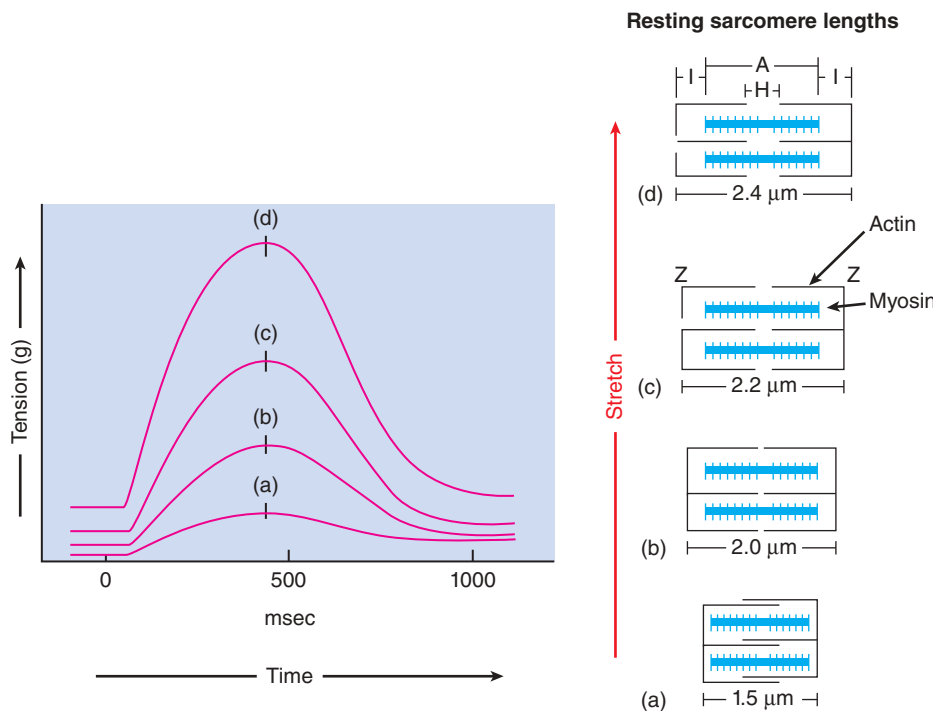 Resting sarcomere lengths
A
I I
H
(d) 2.4 μm
Actin
Z Z
Myosin
(c) 2.2 μm
(b) 2.0 μm
(a) 1.5 μm
Stretch
Tension (g)
(d)
(c)
(b)
(a)
0 500 1000
msec
Time